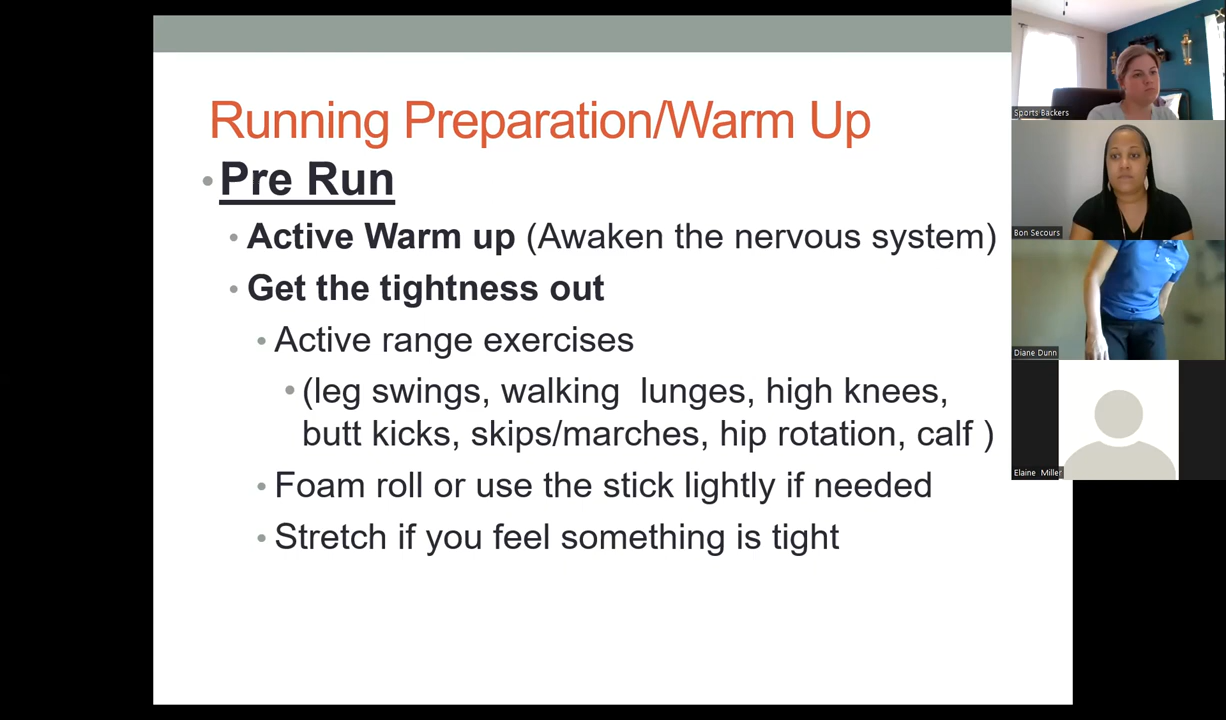 Running Preparation/Warm Up
• Pre Run
• Active Warm up (Awaken the nervous system)
• Get the tightness out
• Active range exercises
• (leg swings, walking  lunges, high knees,
butt kicks, skips/marches, hip rotation, calf )
• Foam roll or use the stick lightly if needed
• Stretch if you feel something is tight
Sports Backers
Bon Secours
Diane Dunn
Elaine  Miller